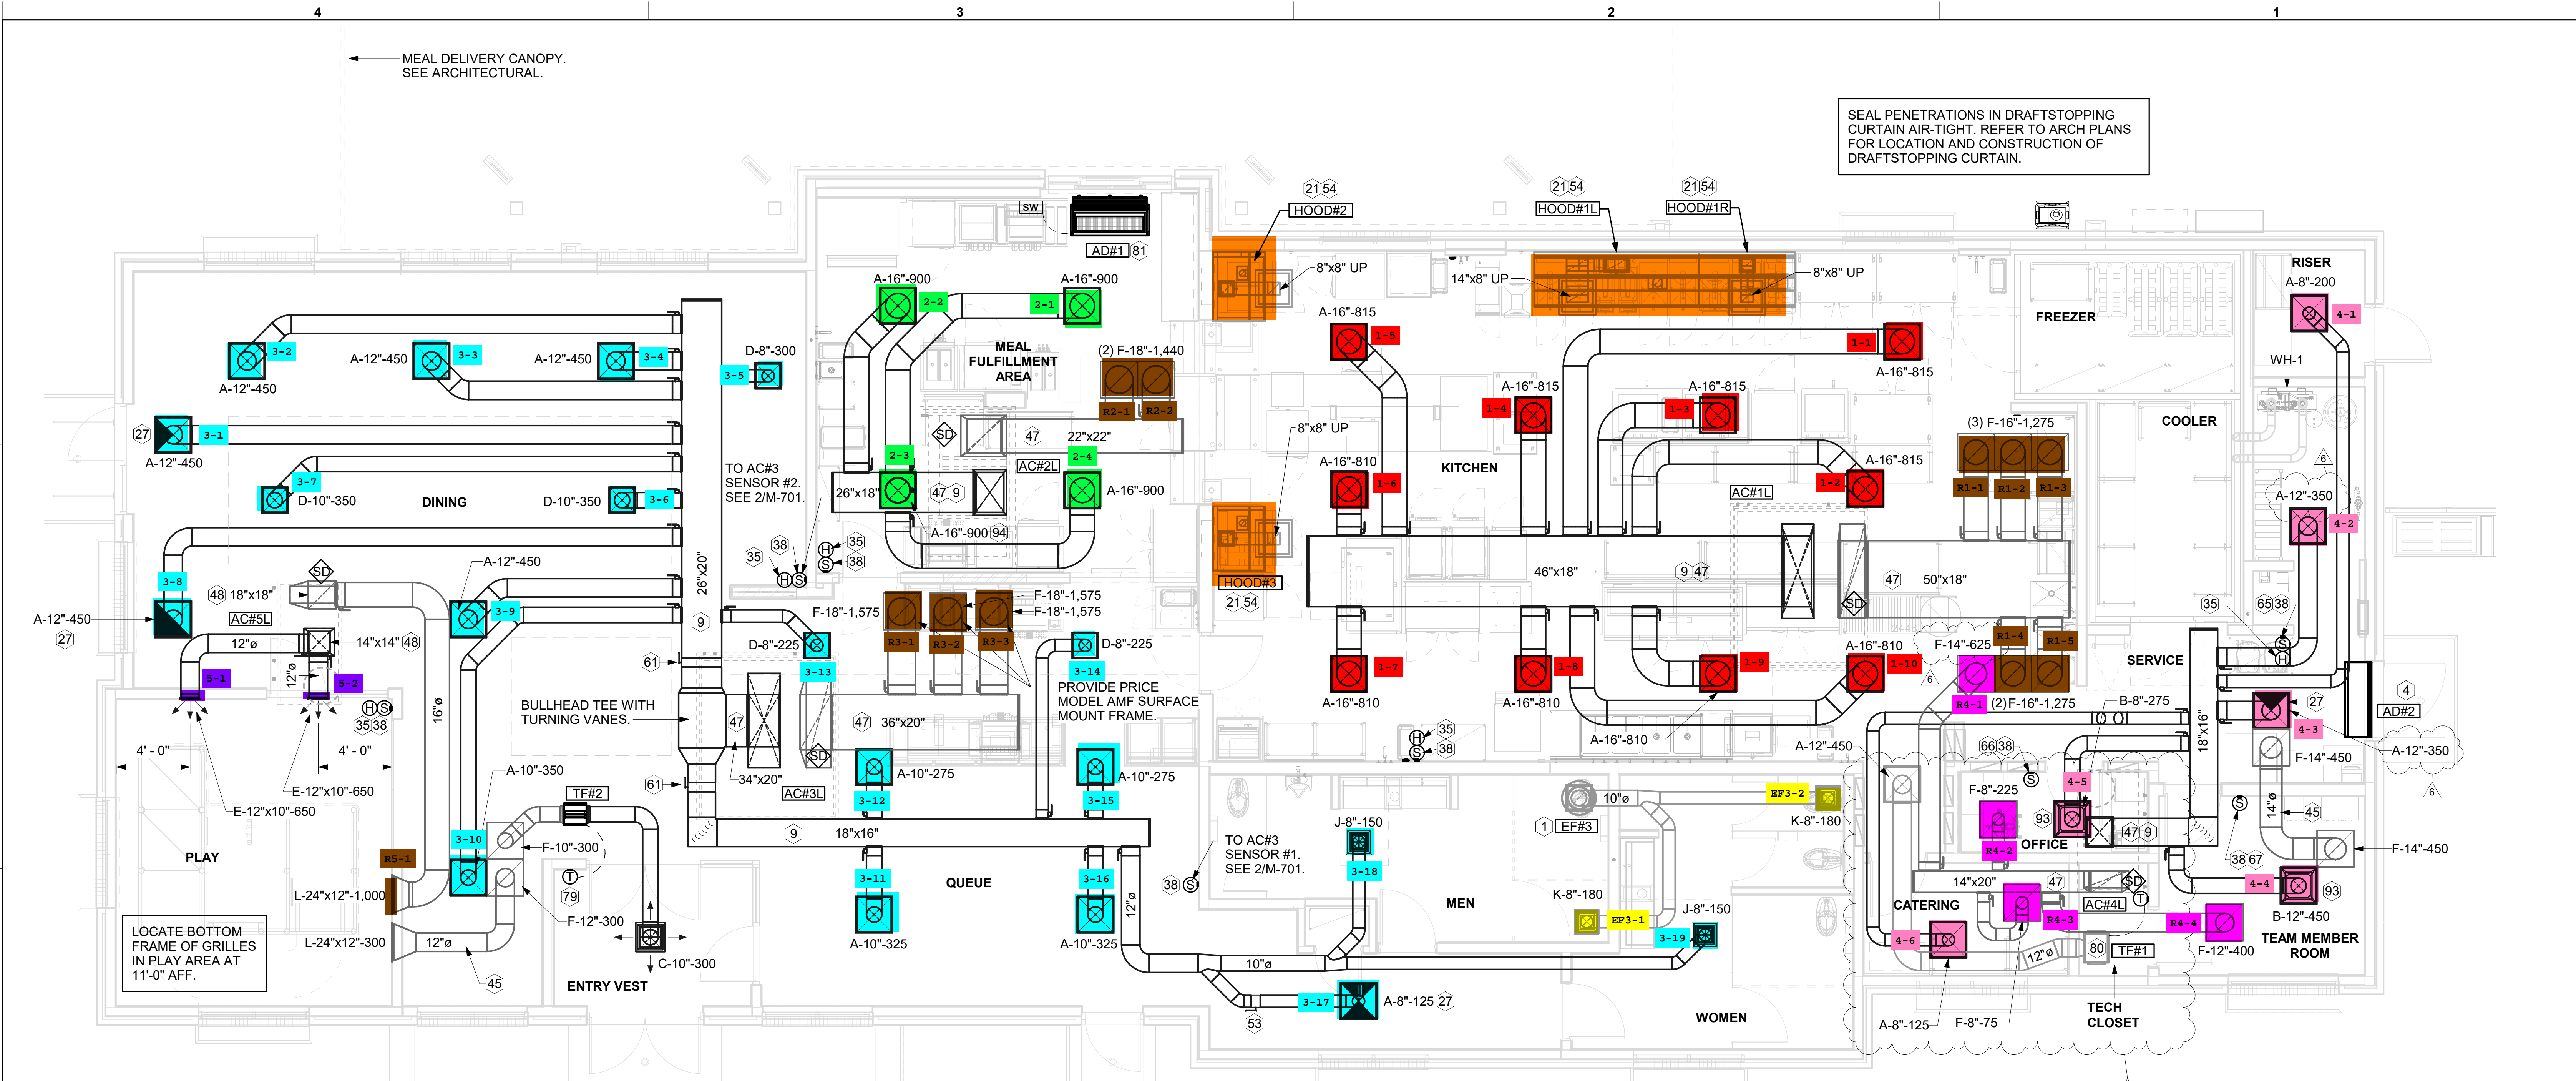 4
3
2
1
MEAL DELIVERY CANOPY.
SEE ARCHITECTURAL.
SEAL PENETRATIONS IN DRAFTSTOPPING
CURTAIN AIR-TIGHT. REFER TO ARCH PLANS
FOR LOCATION AND CONSTRUCTION OF
DRAFTSTOPPING CURTAIN.
SW
AD#1 81
21 54
HOOD#2
21 54
HOOD#1L
21 54
HOOD#1R
8"x8" UP
14"x8" UP
8"x8" UP
RISER
A-8"-200
4-1
FREEZER
WH-1
COOLER
A-16"-900
2-2
A-16"-900
2-1
MEAL
FULFILLMENT
AREA
(2) F-18"-1,440
R2-1
R2-2
3-2
A-12"-450
A-12"-450
3-3
A-12"-450
3-4
D-8"-300
3-5
A-16"-815
1-5
1-1
A-16"-815
A-16"-815
1-4
A-16"-815
1-3
27
3-1
A-12"-450
3-7
D-10"-350
DINING
D-10"-350
3-6
TO AC#3
SENSOR #2.
SEE 2/M-701.
SD
47
22"x22"
AC#2L
2-3
2-4
26"x18"
47 9
A-16"-900
A-16"-900 94
8"x8" UP
A-16"-810
1-6
KITCHEN
A-16"-815
1-2
AC#1L
(3) F-16"-1,275
R1-1
R1-2
R1-3
6
A-12"-350
4-2
35
38
H
S
35
H
S
38
26"x20"
HOOD#3
21 54
46"x18"
9 47
SD
47
50"x18"
35
65 38
S
H
3-8
A-12"-450
27
SD
48 18"x18"
AC#5L
12"ø
14"x14" 48
12"ø
A-12"-450
3-9
9
F-18"-1,575
F-18"-1,575
F-18"-1,575
R3-1
R3-2
R3-3
D-8"-225
3-13
D-8"-225
3-14
61
5-1
5-2
H
S
35 38
16"ø
4' - 0"
4' - 0"
E-12"x10"-650
E-12"x10"-650
BULLHEAD TEE WITH
TURNING VANES.
47
34"x20"
SD
AC#3L
47
36"x20"
PROVIDE PRICE
MODEL AMF SURFACE
MOUNT FRAME.
61
1-7
A-16"-810
1-8
A-16"-810
1-9
A-16"-810
A-16"-810
1-10
H
S
35
38
F-14"-625
6
R1-4
R1-5
R4-1
(2) F-16"-1,275
SERVICE
B-8"-275
27
4-3
4
AD#2
A-12"-350
6
18"x16"
F-14"-450
A-12"-450
66 38
S
4-5
F-8"-225
93
R4-2
OFFICE
47 9
S
38 67
14"ø
45
F-14"-450
A-10"-350
TF#2
3-10
F-10"-300
T
79
F-12"-300
R5-1
PLAY
L-24"x12"-1,000
L-24"x12"-300
12"ø
45
LOCATE BOTTOM
FRAME OF GRILLES
IN PLAY AREA AT
11'-0" AFF.
C-10"-300
ENTRY VEST
A-10"-275
3-12
A-10"-275
3-15
9
18"x16"
3-11
A-10"-325
3-16
A-10"-325
QUEUE
12"ø
TO AC#3
SENSOR #1.
SEE 2/M-701.
38
S
J-8"-150
3-18
MEN
10"ø
1
EF#3
EF3-2
K-8"-180
K-8"-180
EF3-1
J-8"-150
3-19
10"ø
53
3-17
A-8"-125 27
WOMEN
14"x20"
47
SD
T
AC#4L
CATERING
4-6
R4-3
R4-4
F-12"-400
4-4
93
B-12"-450
TEAM MEMBER
ROOM
12"ø
80
TF#1
A-8"-125
F-8"-75
TECH
CLOSET